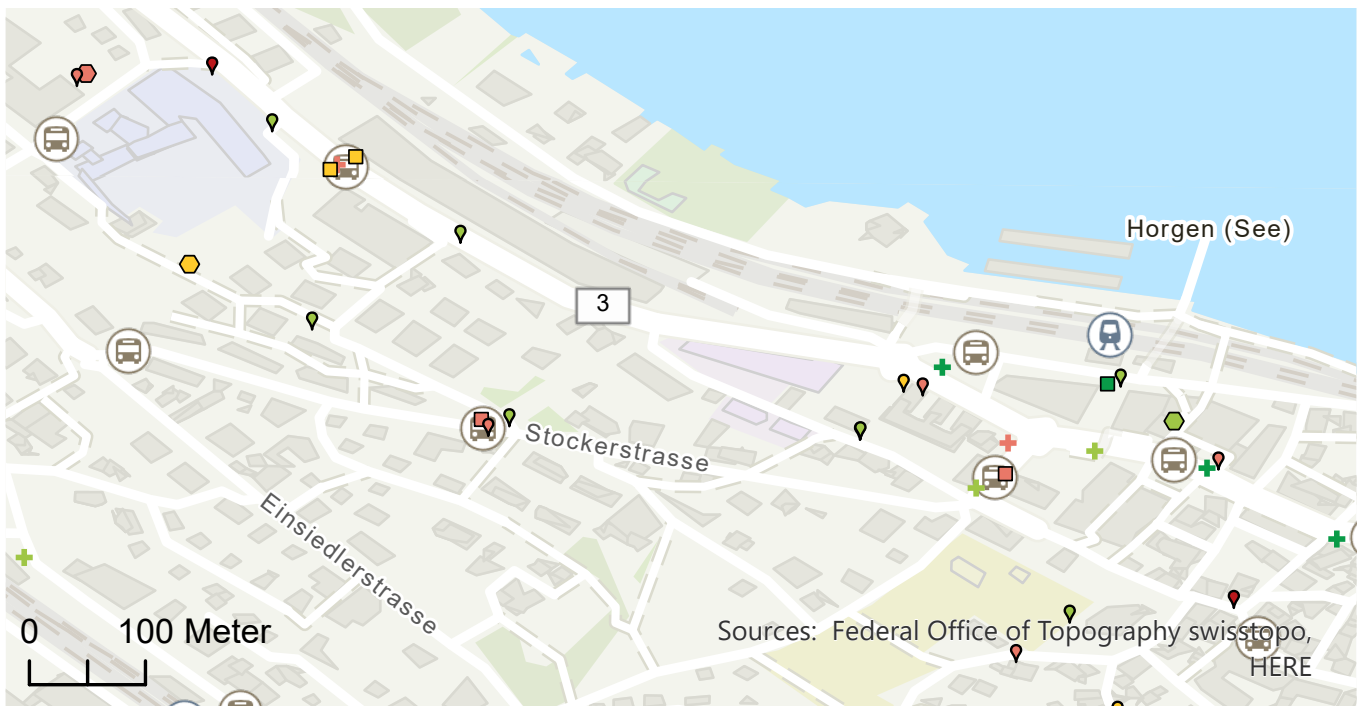 Horgen (See)
3
Stockerstrasse
Einsiedlerstrasse
0 100 Meter
Sources: Federal Office of Topography swisstopo,
HERE